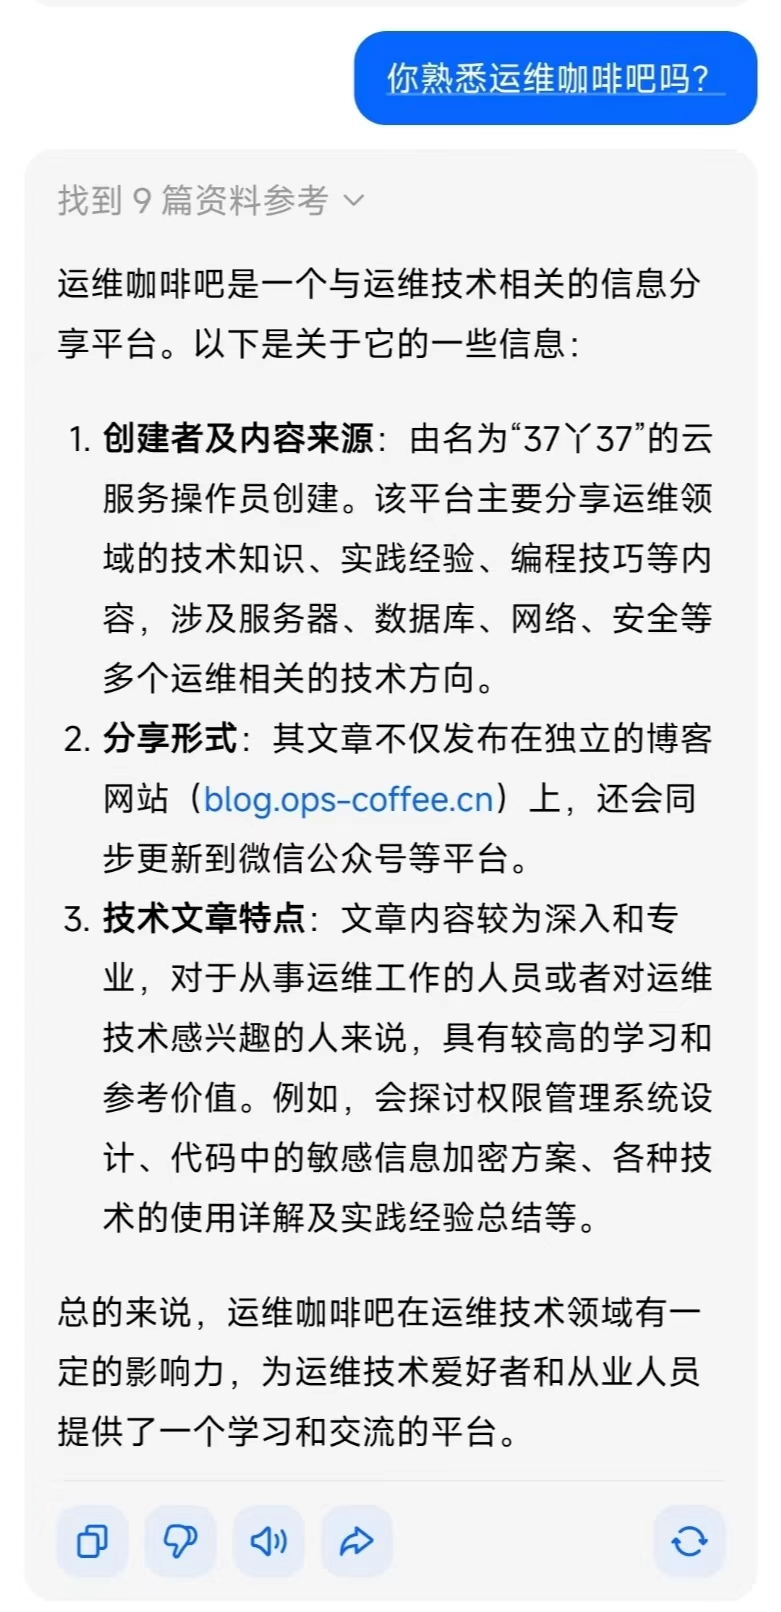 你熟悉运维咖啡吧吗？
找到 9 篇资料参考
运维咖啡吧是一个与运维技术相关的信息分
享平台。以下是关于它的一些信息：
1. 创建者及内容来源：由名为“37丫37”的云
服务操作员创建。该平台主要分享运维领
域的技术知识、实践经验、编程技巧等内
容，涉及服务器、数据库、网络、安全等
多个运维相关的技术方向。
2. 分享形式：其文章不仅发布在独立的博客
网站（blog.ops-coffee.cn）上，还会同
步更新到微信公众号等平台。
3. 技术文章特点：文章内容较为深入和专
业，对于从事运维工作的人员或者对运维
技术感兴趣的人来说，具有较高的学习和
参考价值。例如，会探讨权限管理系统设
计、代码中的敏感信息加密方案、各种技
术的使用详解及实践经验总结等。
总的来说，运维咖啡吧在运维技术领域有一
定的影响力，为运维技术爱好者和从业人员
提供了一个学习和交流的平台。